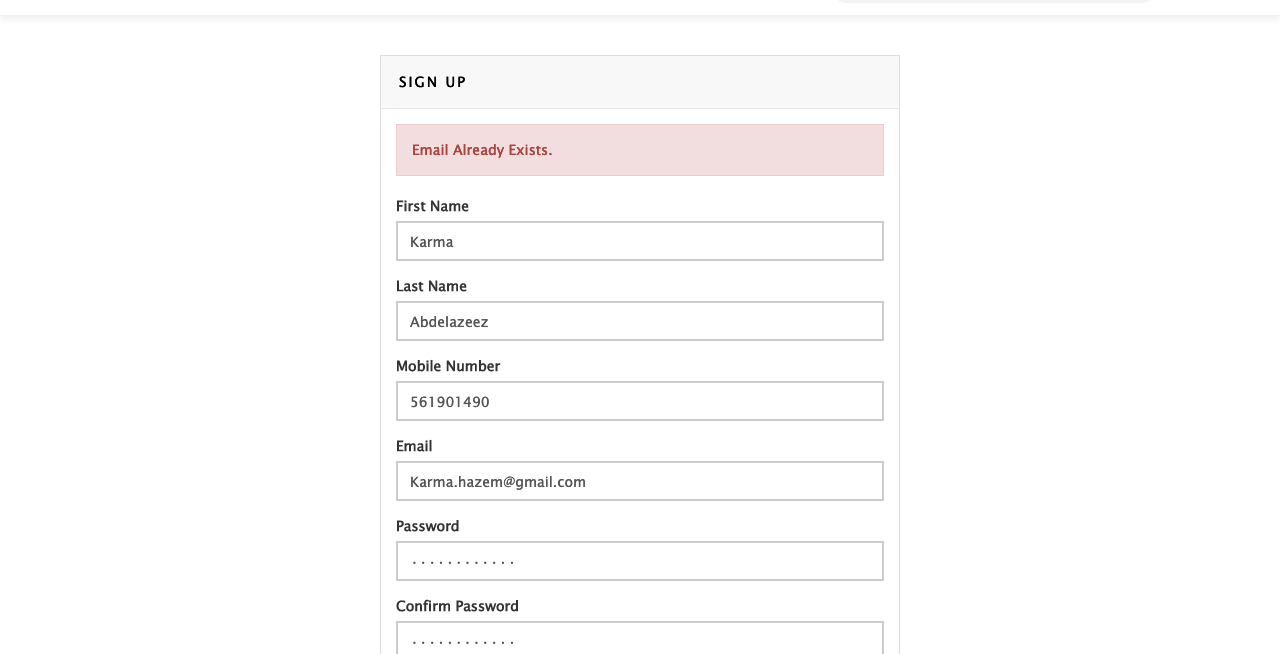 SIGN UP
Email Already Exists.
First Name
Karma
Last Name
Abdelazeez
Mobile Number
561901490
Email
Karma.hazem@gmail.com
Password
............
Confirm Password
............